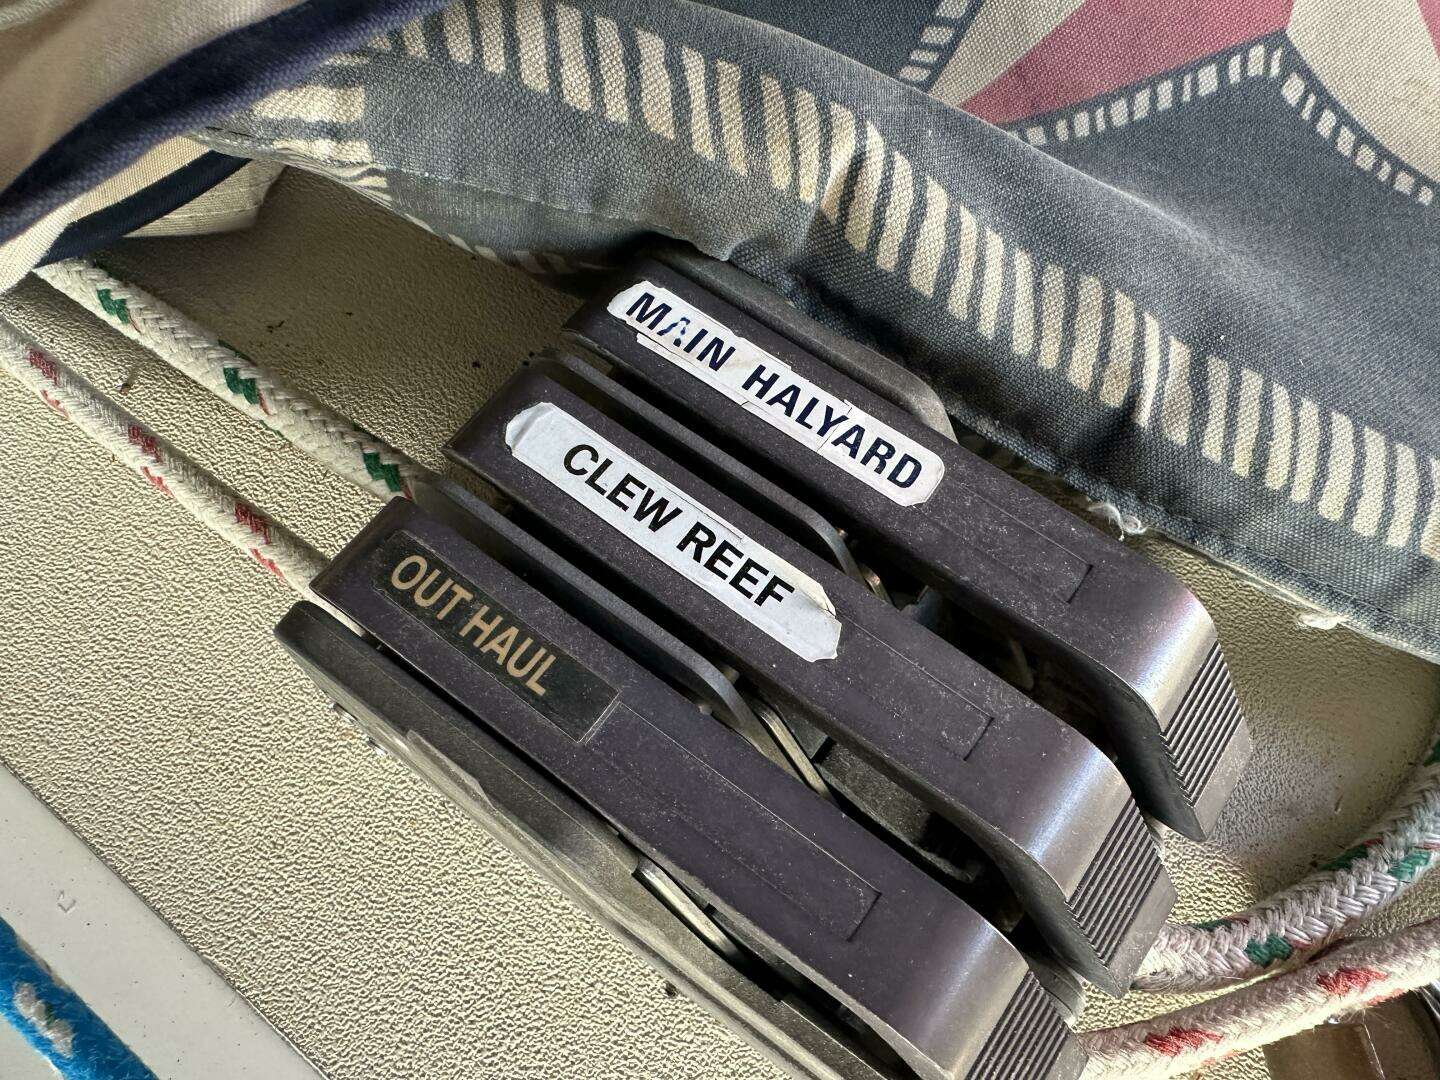 MAIN HALYARD
CLEW REEF
OUT HAUL